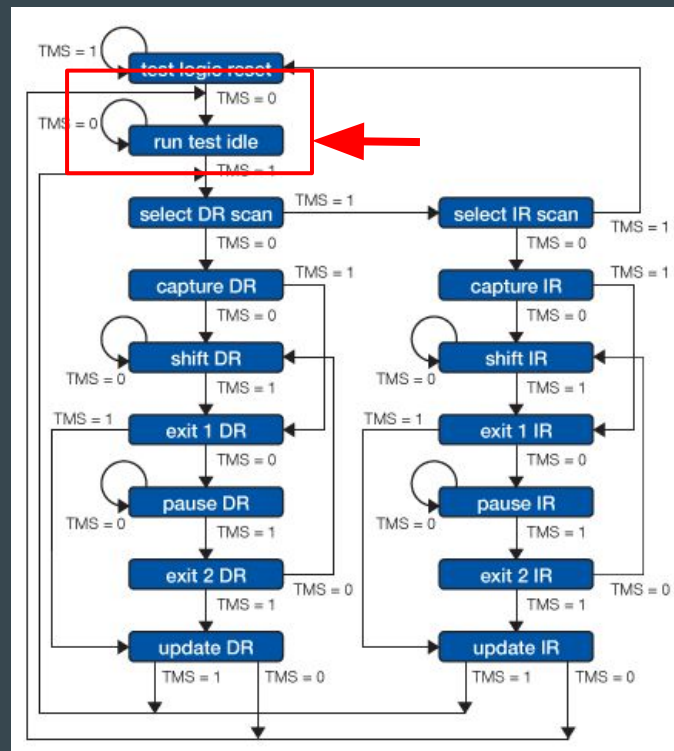 TMS = 1
test logic reset
TMS = 0
TMS = 0
run test idle
TMS = 1
select DR scan
TMS = 1
select IR scan
TMS = 1
TMS = 0
TMS = 0
capture DR
TMS = 1
capture IR
TMS = 1
TMS = 0
TMS = 0
shift DR
shift IR
TMS = 0
TMS = 1
TMS = 0
TMS = 1
TMS = 1
exit 1 DR
TMS = 1
exit 1 IR
TMS = 0
TMS = 0
pause DR
pause IR
TMS = 0
TMS = 1
TMS = 0
TMS = 1
exit 2 DR
TMS = 0
exit 2 IR
TMS = 0
TMS = 1
TMS = 1
update DR
update IR
TMS = 1
TMS = 0
TMS = 1
TMS = 0